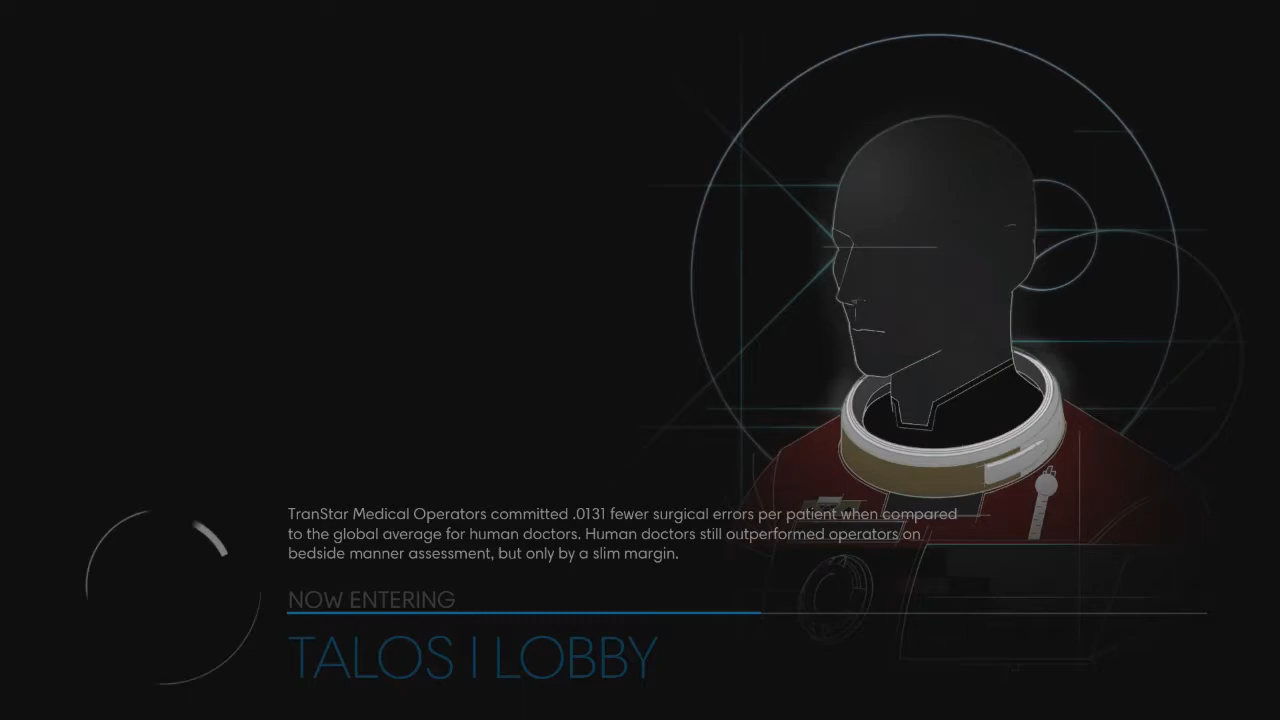 TranStar Medical Operators committed .0131 fewer surgical errors per patient when compared
to the global average for human doctors. Human doctors still outperformed operators on
bedside manner assessment, but only by a slim margin.
NOW ENTERING
TALOS I LOBBY